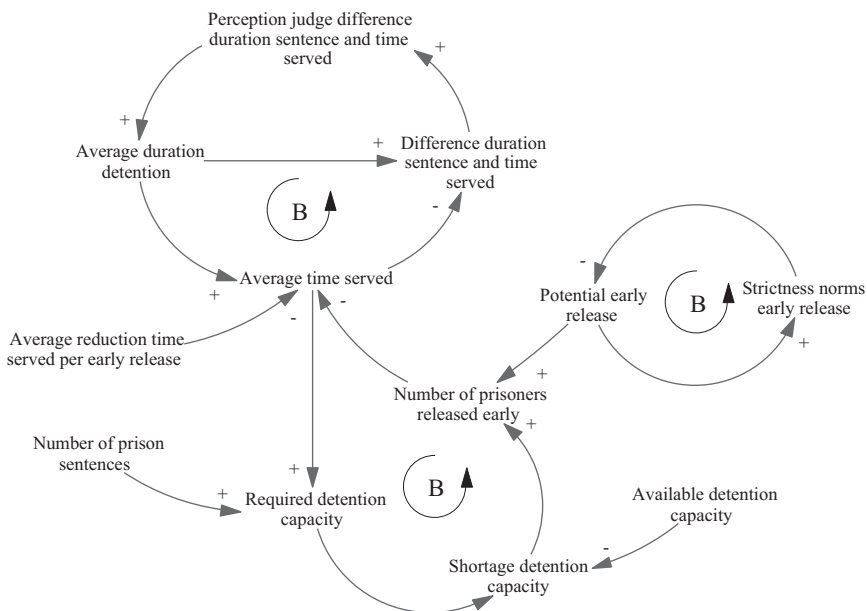 Perception judge difference
duration sentence and time
served
+
+
Average duration
detention
+
Difference duration
sentence and time
served
B
-
Average time served
+
-
-
Average reduction time
served per early release
-
Potential early
release
B
Strictness norms
early release
+
+
Number of prisoners
released early
+
Number of prison
sentences
+
+
Required detention
capacity
B
Available detention
capacity
-
Shortage detention
capacity